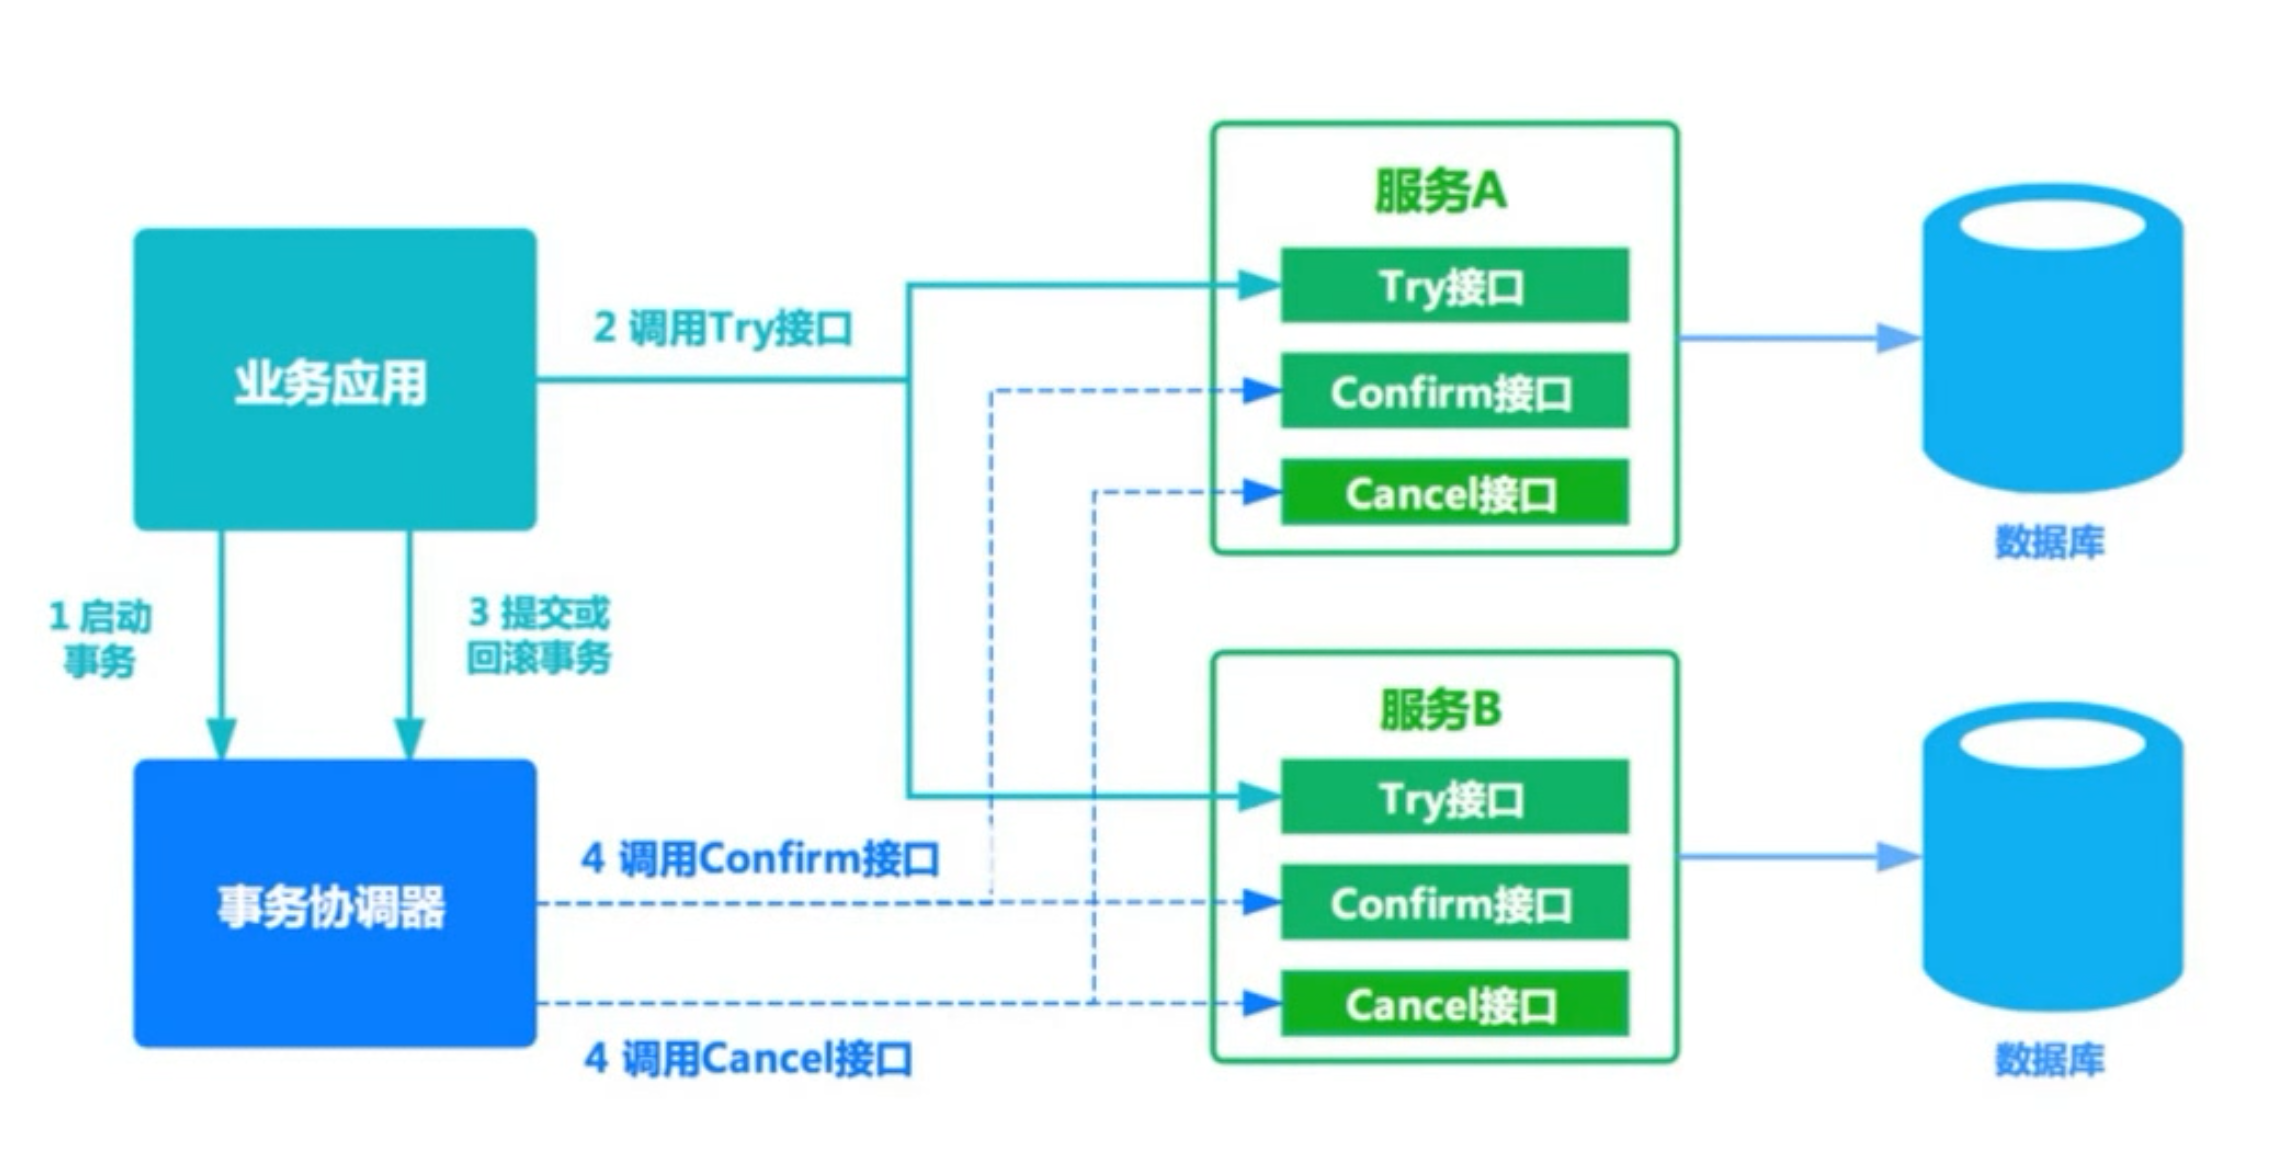 服务A
Try接口
Confirm接口
Cancel接口
数据库
业务应用
2 调用Try接口
1 启动
事务
3 提交或
回滚事务
服务B
Try接口
Confirm接口
Cancel接口
数据库
事务协调器
4 调用Confirm接口
4 调用Cancel接口